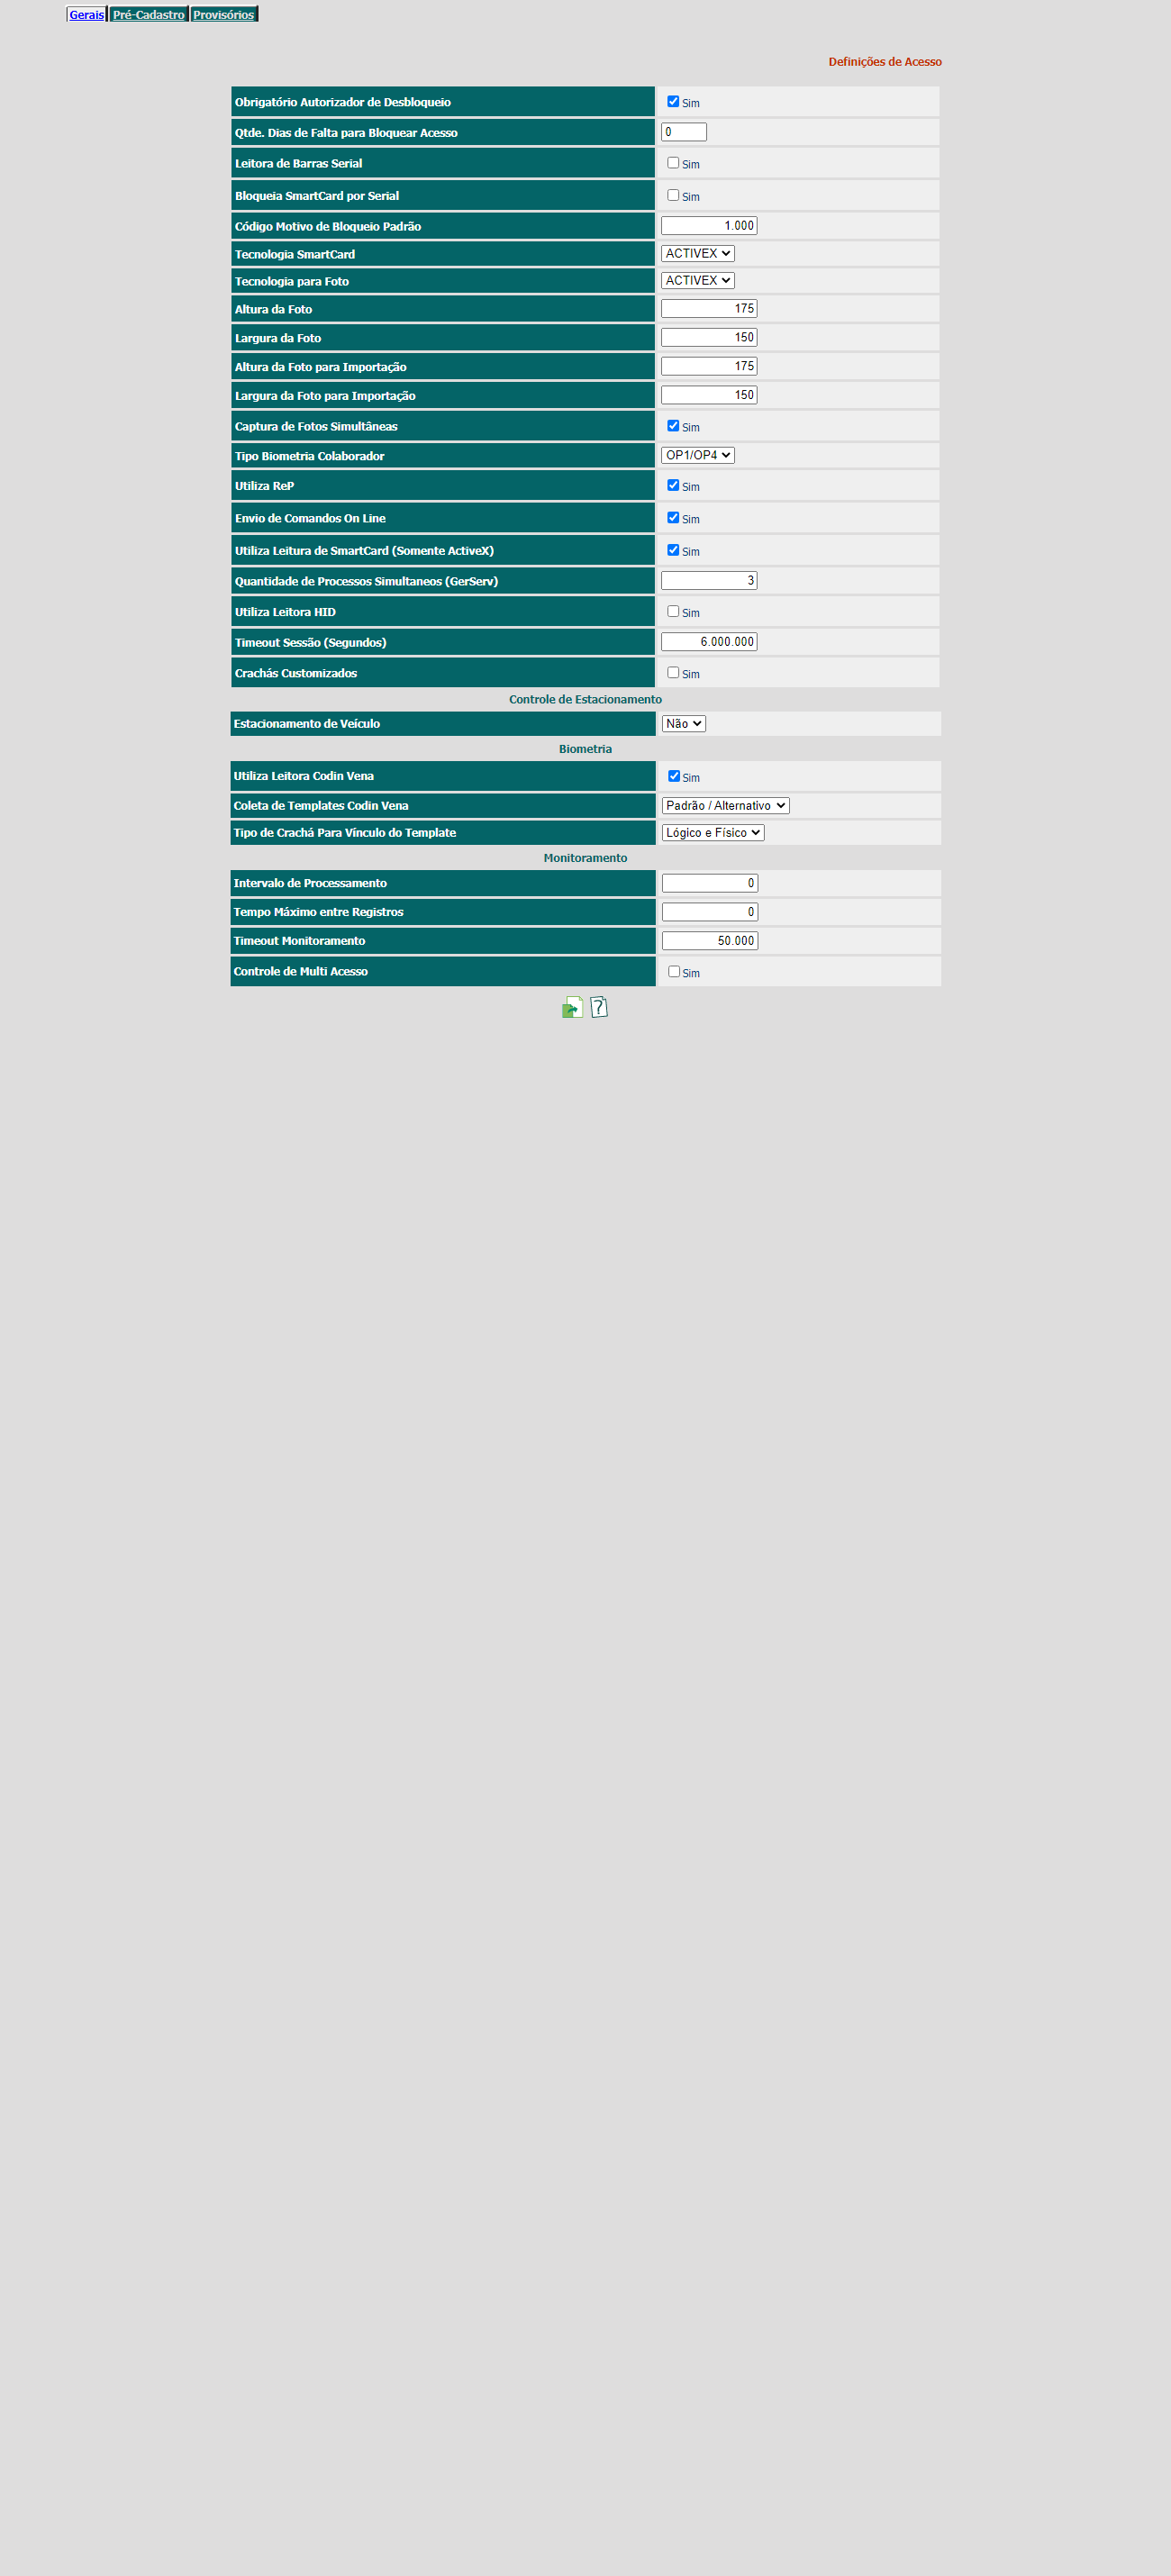 Gerais Pré-Cadastro Provisórios
Definições de Acesso
Obrigatório Autorizador de Desbloqueio Sim
Qtde. Dias de Falta para Bloquear Acesso 0
Leitora de Barras Serial Sim
Bloqueia SmartCard por Serial Sim
Código Motivo de Bloqueio Padrão 1.000
Tecnologia SmartCard ACTIVEX
Tecnologia para Foto ACTIVEX
Altura da Foto 175
Largura da Foto 150
Altura da Foto para Importação 175
Largura da Foto para Importação 150
Captura de Fotos Simultâneas Sim
Tipo Biometria Colaborador OP1/OP4
Utiliza ReP Sim
Envio de Comandos On Line Sim
Utiliza Leitura de SmartCard (Somente ActiveX) Sim
Quantidade de Processos Simultaneos (GerServ) 3
Utiliza Leitora HID Sim
Timeout Sessão (Segundos) 6.000.000
Crachás Customizados Sim
Controle de Estacionamento
Estacionamento de Veículo Não
Biometria
Utiliza Leitora Codin Vena Sim
Coleta de Templates Codin Vena Padrão / Alternativo
Tipo de Crachá Para Vínculo do Template Lógico e Físico
Monitoramento
Intervalo de Processamento 0
Tempo Máximo entre Registros 0
Timeout Monitoramento 50.000
Controle de Multi Acesso Sim
?